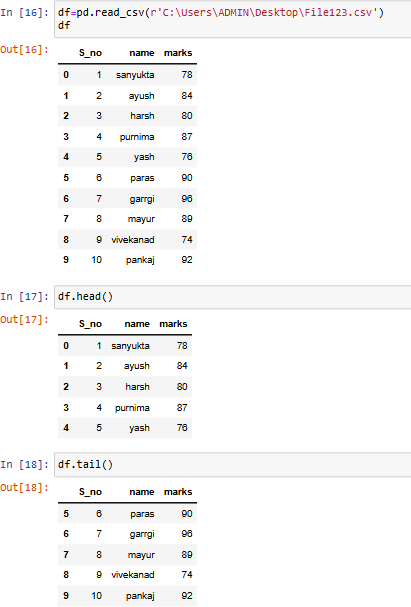 In [16]: df=pd.read_csv(r'C:\Users\ADMIN\Desktop\File123.csv')
df
Out[16]:
S_no name marks
0 1 sanyukta 78
1 2 ayush 84
2 3 harsh 80
3 4 purnima 87
4 5 yash 76
5 6 paras 90
6 7 garrgi 96
7 8 mayur 89
8 9 vivekanad 74
9 10 pankaj 92
In [17]: df.head()
Out[17]:
S_no name marks
0 1 sanyukta 78
1 2 ayush 84
2 3 harsh 80
3 4 purnima 87
4 5 yash 76
In [18]: df.tail()
Out[18]:
S_no name marks
5 6 paras 90
6 7 garrgi 96
7 8 mayur 89
8 9 vivekanad 74
9 10 pankaj 92